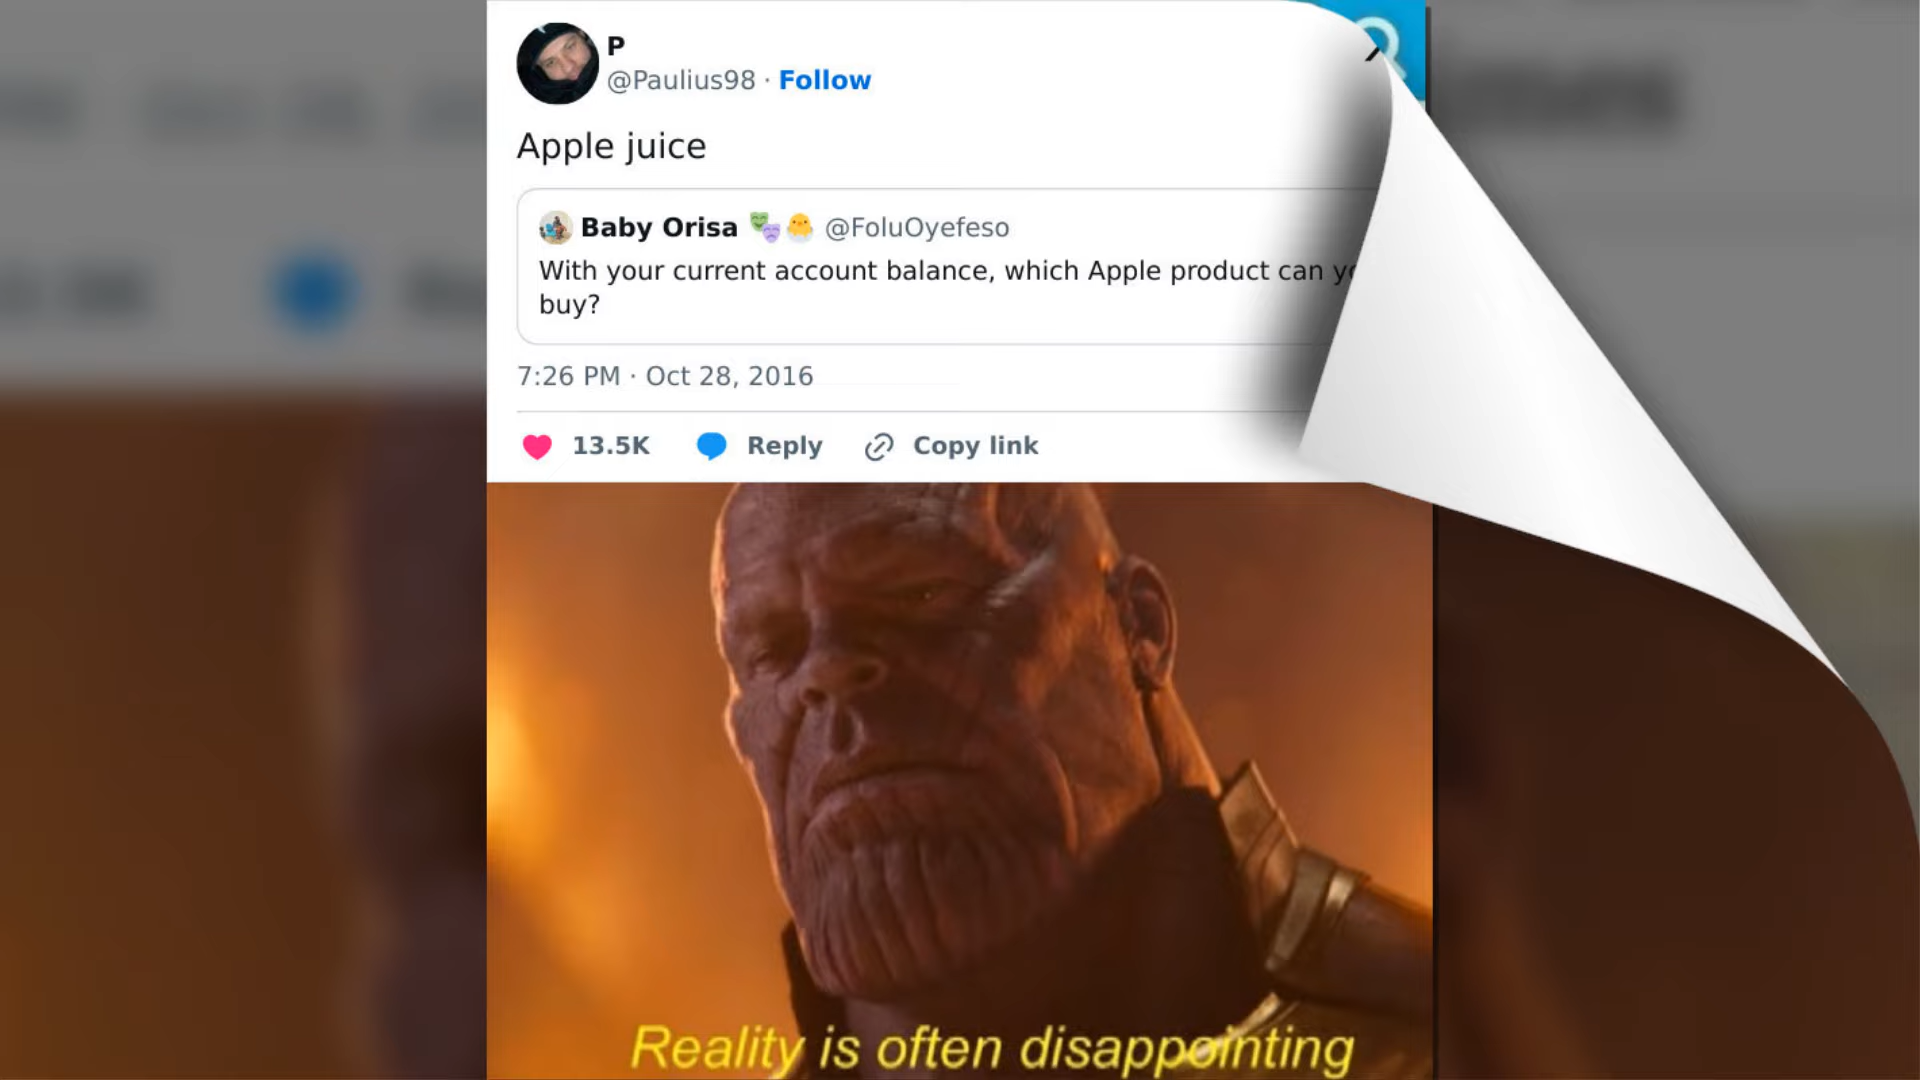 P
@Paulius98 · Follow
Apple juice
Baby Orisa 🎭🐣 @FoluOyefeso
With your current account balance, which Apple product can
buy?
7:26 PM · Oct 28, 2016
13.5K Reply Copy link
Reality is often disappointing